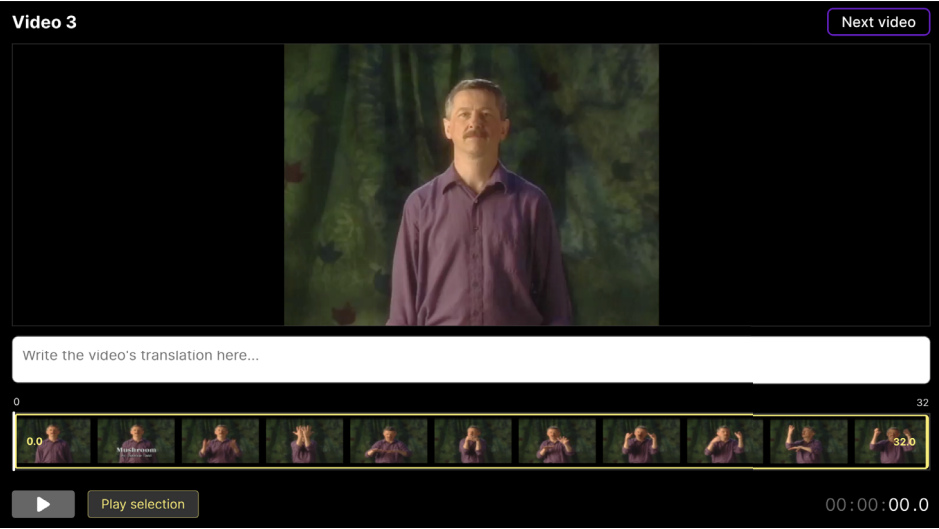 Video 3
Next video
Write the video's translation here...
0
32
0.0
Mushroom
32.0
Play selection
00:00:00.0